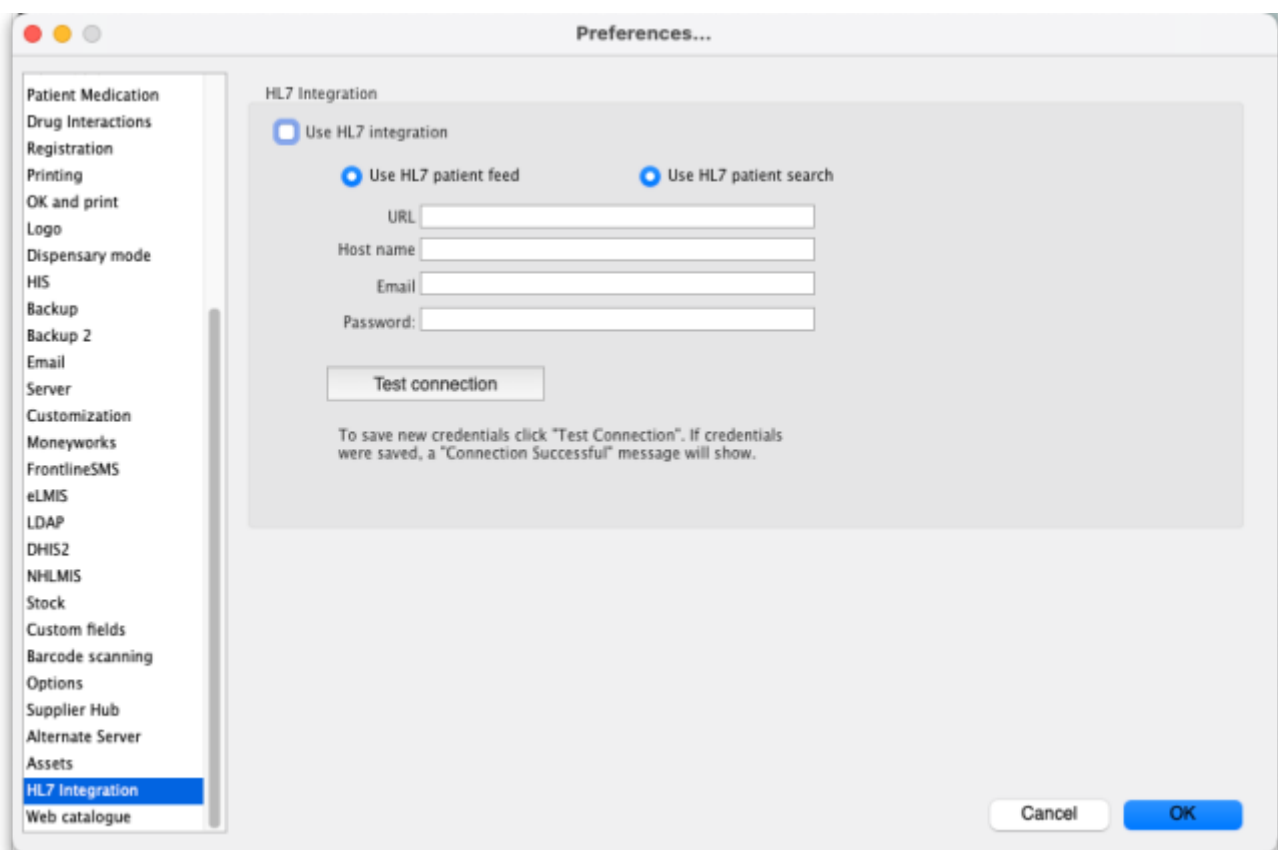 Preferences...
Patient Medication
Drug Interactions
Registration
Printing
OK and print
Logo
Dispensary mode
HIS
Backup
Backup 2
Email
Server
Customization
Moneyworks
FrontlineSMS
eLMIS
LDAP
DHIS2
NHLMIS
Stock
Custom fields
Barcode scanning
Options
Supplier Hub
Alternate Server
Assets
HL7 Integration
Web catalogue
HL7 Integration
Use HL7 integration
Use HL7 patient feed Use HL7 patient search
URL
Host name
Email
Password:
Test connection
To save new credentials click "Test Connection". If credentials
were saved, a "Connection Successful" message will show.
Cancel OK